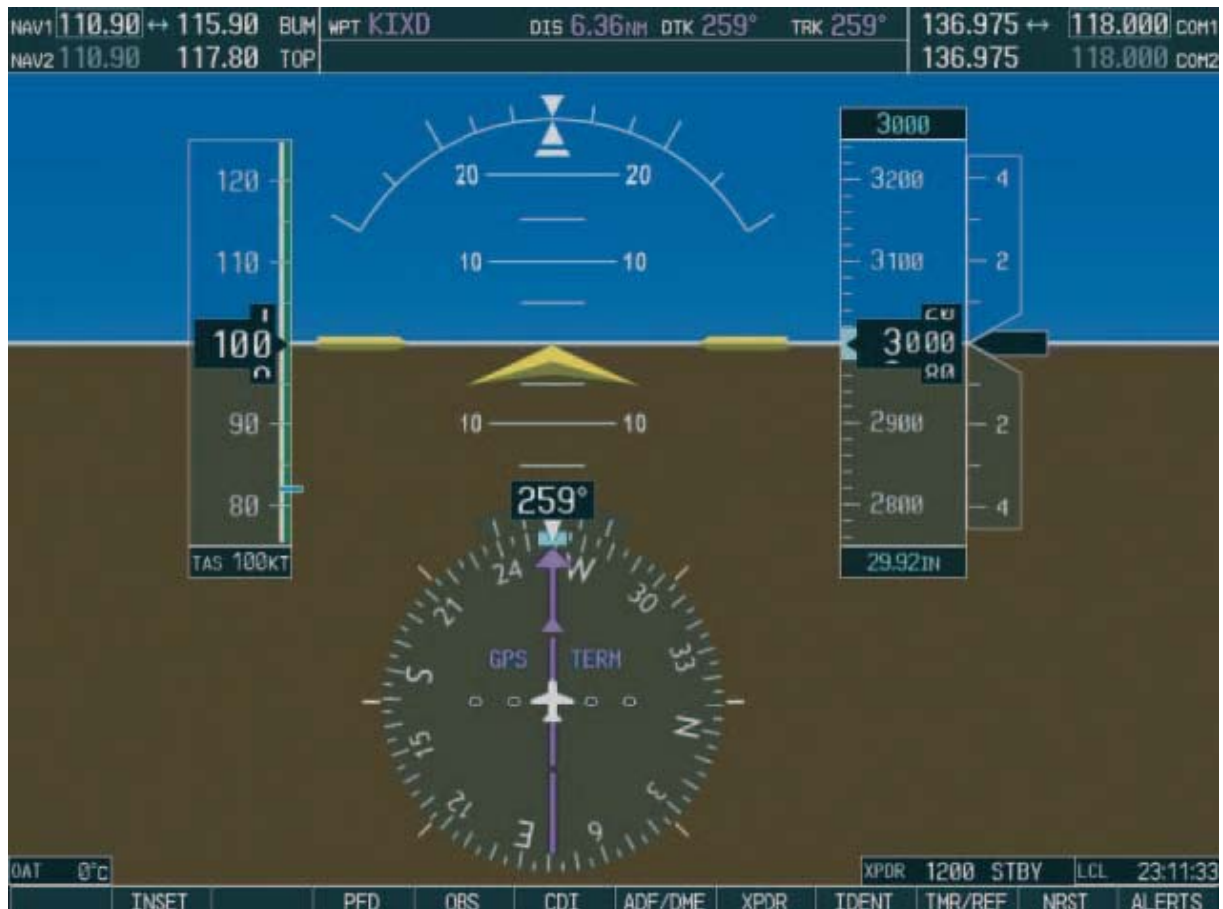 NAV1 110.90 ↔ 115.90 BUM
NAV2 110.90 117.80 TOP
WPT KIXD DIS 6.36NM DTK 259° TRK 259°
136.975 ↔ 118.000 COM1
136.975 118.000 COM2
120
110
100
90
80
TAS 100KT
20 20
10 10
10 10
3000
3200
3100
3000
20
80
2900
2800
29.92IN
4
2
2
4
259°
24
W
30
33
N
3
6
E
12
15
S
21
GPS TERM
OAT 0°C
XPDR 1200 STBY LCL 23:11:33
INSET PFD OBS CDI ADF/DME XPDR IDENT TMR/REF NRST ALERTS